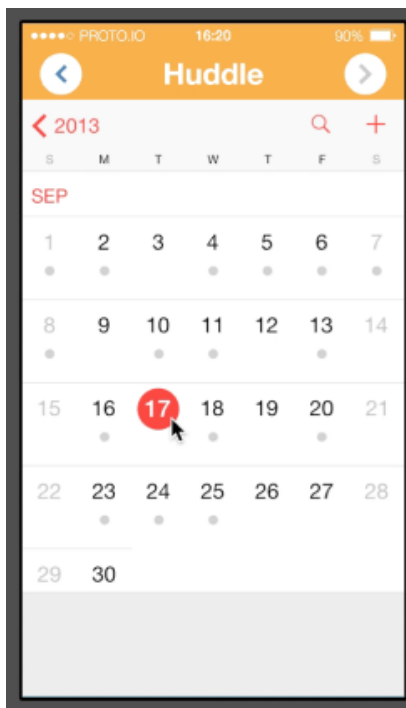 PROTO.IO 16:20 90%
Huddle
2013
S M T W T F S
SEP
1 2 3 4 5 6 7
8 9 10 11 12 13 14
15 16 17 18 19 20 21
22 23 24 25 26 27 28
29 30